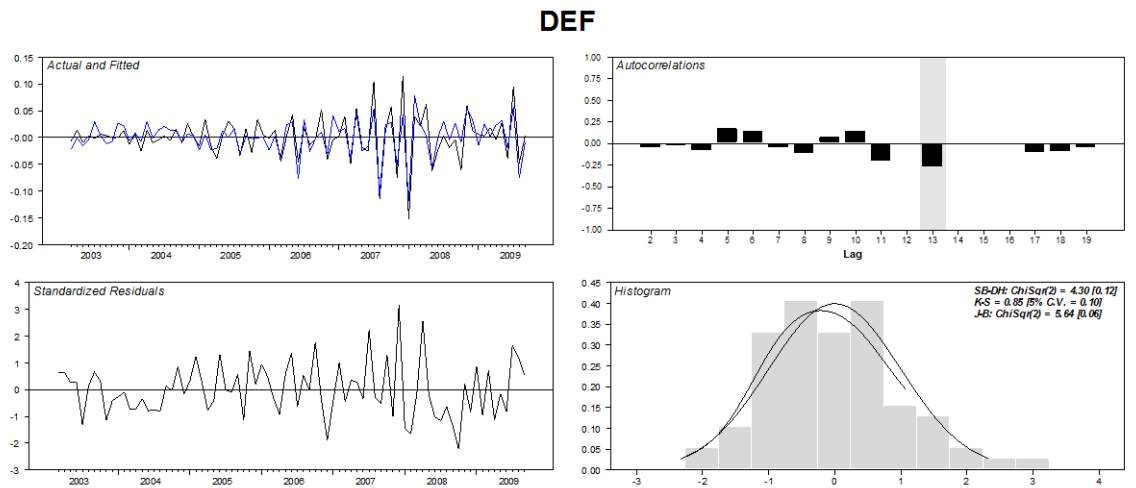 DEF
Actual and Fitted
0.15
0.10
0.05
-0.00
-0.05
-0.10
-0.15
-0.20
2003 2004 2005 2006 2007 2008 2009
Autocorrelations
1.00
0.75
0.50
0.25
0.00
-0.25
-0.50
-0.75
-1.00
2 3 4 5 6 7 8 9 10 11 12 13 14 15 16 17 18 19
Lag
Standardized Residuals
4
3
2
1
0
-1
-2
-3
2003 2004 2005 2006 2007 2008 2009
Histogram
SB-DH: ChiSqr(2) = 4.30 [0.12]
K-S = 0.85 [5% C.V. = 0.10]
J-B: ChiSqr(2) = 5.64 [0.06]
0.45
0.40
0.35
0.30
0.25
0.20
0.15
0.10
0.05
0.00
-3 -2 -1 0 1 2 3 4